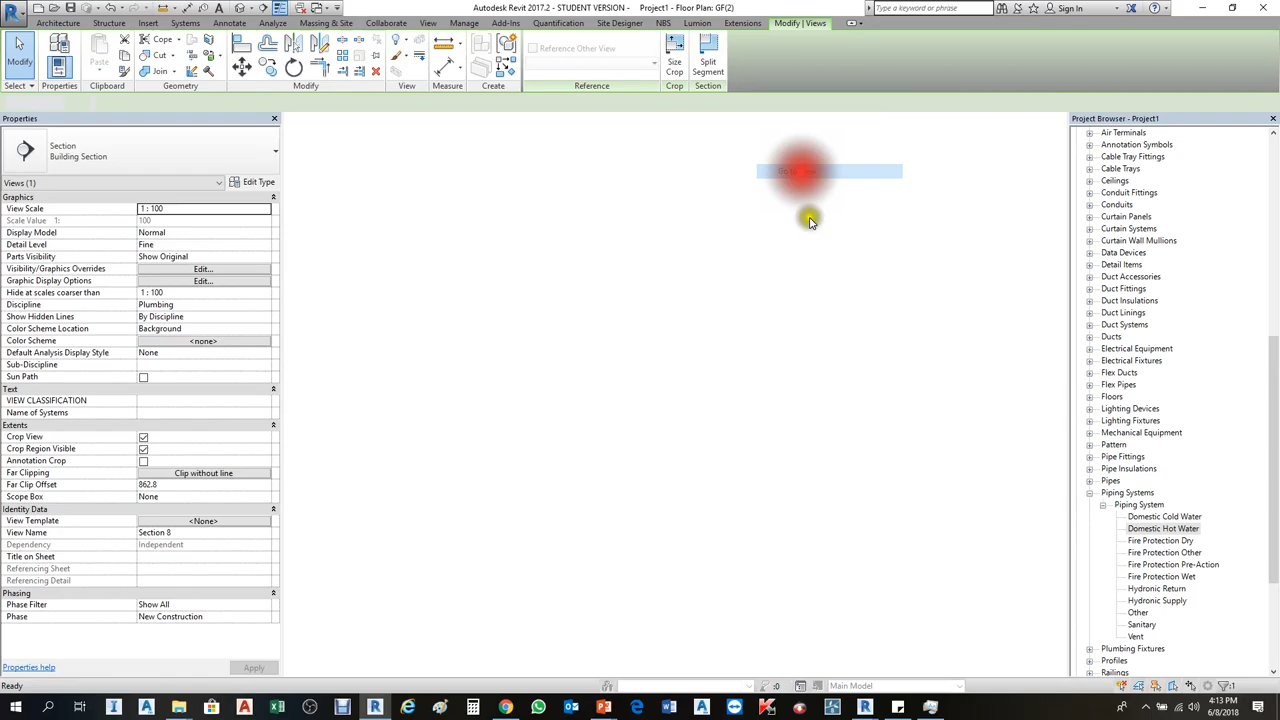 Autodesk Revit 2017.2 - STUDENT VERSION - Project1 - Floor Plan: GF(2)
Type a keyword or phrase
Sign In
Architecture Structure Insert Systems Annotate Analyze Massing & Site Collaborate View Manage Add-Ins Quantification Site Designer NBS Lumion Extensions Modify | Views
Modify
Properties
Paste
Cope
Cut
Join
Reference Other View
Size
Crop
Split
Segment
Select Properties Clipboard Geometry Modify View Measure Create Reference Crop Section
Properties
Section
Building Section
Views (1)
Edit Type
Graphics
View Scale 1 : 100
Scale Value 1: 100
Display Model Normal
Detail Level Fine
Parts Visibility Show Original
Visibility/Graphics Overrides Edit...
Graphic Display Options Edit...
Hide at scales coarser than 1 : 100
Discipline Plumbing
Show Hidden Lines By Discipline
Color Scheme Location Background
Color Scheme <none>
Default Analysis Display Style None
Sub-Discipline
Sun Path
Text
VIEW CLASSIFICATION
Name of Systems
Extents
Crop View
Crop Region Visible
Annotation Crop
Far Clipping Clip without line
Far Clip Offset 862.8
Scope Box None
Identity Data
View Template <None>
View Name Section 8
Dependency Independent
Title on Sheet
Referencing Sheet
Referencing Detail
Phasing
Phase Filter Show All
Phase New Construction
Properties help
Apply
Project Browser - Project1
Air Terminals
Annotation Symbols
Cable Tray Fittings
Cable Trays
Ceilings
Conduit Fittings
Conduits
Curtain Panels
Curtain Systems
Curtain Wall Mullions
Data Devices
Detail Items
Duct Accessories
Duct Fittings
Duct Insulations
Duct Linings
Duct Systems
Ducts
Electrical Equipment
Electrical Fixtures
Flex Ducts
Flex Pipes
Floors
Lighting Devices
Lighting Fixtures
Mechanical Equipment
Pattern
Pipe Fittings
Pipe Insulations
Pipes
Piping Systems
Piping System
Domestic Cold Water
Domestic Hot Water
Fire Protection Dry
Fire Protection Other
Fire Protection Pre-Action
Fire Protection Wet
Hydronic Return
Hydronic Supply
Other
Sanitary
Vent
Plumbing Fixtures
Profiles
Railings
Ready
:0
Main Model
:1
4:13 PM
6/8/2018